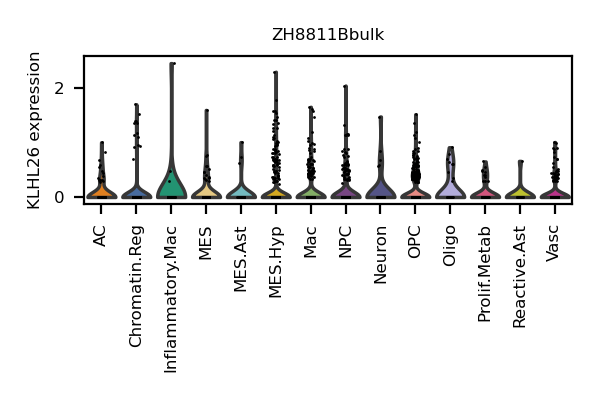 ZH8811Bbulk
KLHL26 expression
2
0
AC
Chromatin.Reg
Inflammatory.Mac
MES
MES.Ast
MES.Hyp
Mac
NPC
Neuron
OPC
Oligo
Prolif.Metab
Reactive.Ast
Vasc